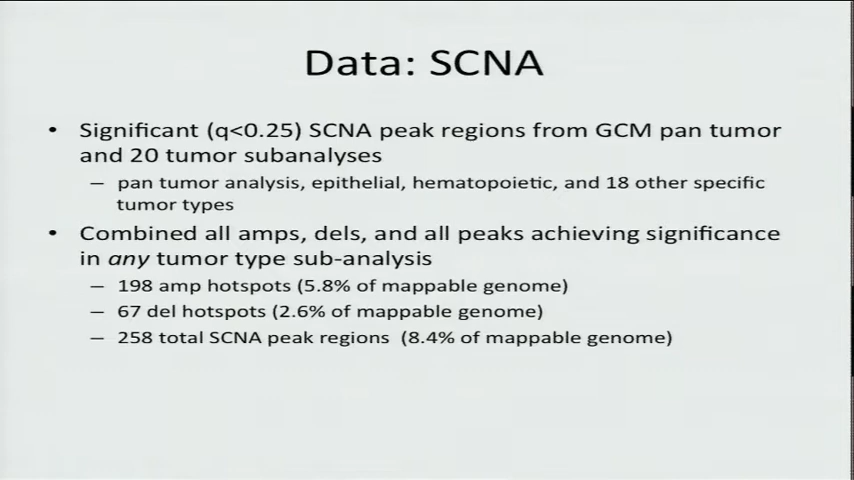 Data: SCNA
• Significant (q<0.25) SCNA peak regions from GCM pan tumor
and 20 tumor subanalyses
– pan tumor analysis, epithelial, hematopoietic, and 18 other specific
tumor types
• Combined all amps, dels, and all peaks achieving significance
in any tumor type sub-analysis
– 198 amp hotspots (5.8% of mappable genome)
– 67 del hotspots (2.6% of mappable genome)
– 258 total SCNA peak regions (8.4% of mappable genome)